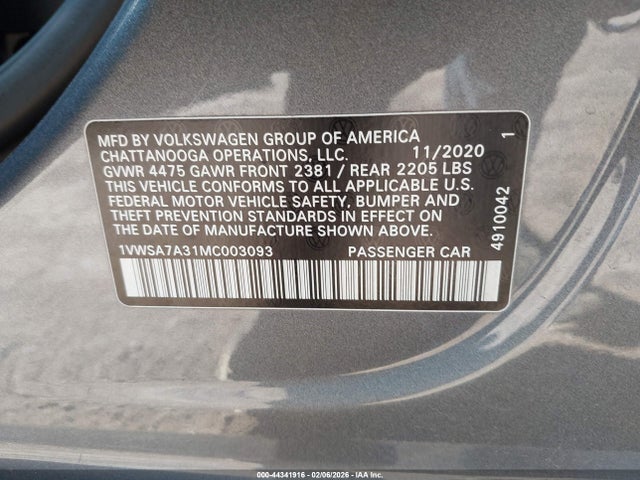 MFD BY VOLKSWAGEN GROUP OF AMERICA
CHATTANOOGA OPERATIONS, LLC. 11/2020 1
GVWR 4475 GAWR FRONT 2381 / REAR 2205 LBS
THIS VEHICLE CONFORMS TO ALL APPLICABLE U.S.
FEDERAL MOTOR VEHICLE SAFETY, BUMPER AND
THEFT PREVENTION STANDARDS IN EFFECT ON
THE DATE OF MANUFACTURE SHOWN ABOVE.
1VWSA7A31MC003093 PASSENGER CAR
4910042
000-44341916 - 02/06/2026 - IAA Inc.